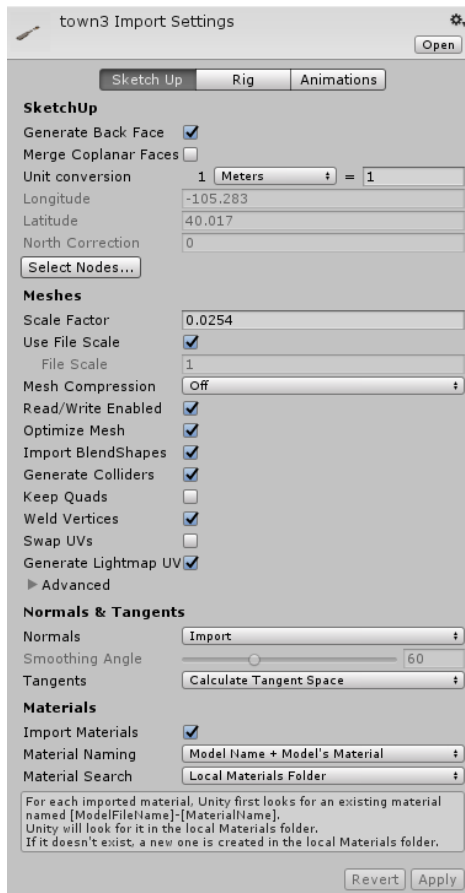 town3 Import Settings
Open
Sketch Up Rig Animations
SketchUp
Generate Back Face
Merge Coplanar Faces
Unit conversion 1 Meters = 1
Longitude -105.283
Latitude 40.017
North Correction 0
Select Nodes...
Meshes
Scale Factor 0.0254
Use File Scale
File Scale 1
Mesh Compression Off
Read/Write Enabled
Optimize Mesh
Import BlendShapes
Generate Colliders
Keep Quads
Weld Vertices
Swap UVs
Generate Lightmap UV
Advanced
Normals & Tangents
Normals Import
Smoothing Angle 60
Tangents Calculate Tangent Space
Materials
Import Materials
Material Naming Model Name + Model's Material
Material Search Local Materials Folder
For each imported material, Unity first looks for an existing material
named [ModelFileName]-[MaterialName].
Unity will look for it in the local Materials folder.
If it doesn't exist, a new one is created in the local Materials folder.
Revert Apply